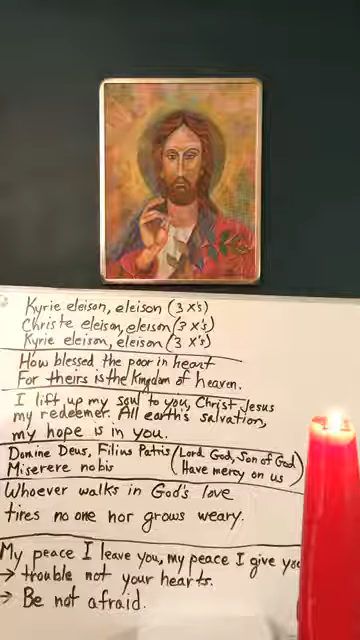 Kyrie eleison, eleison (3 x's)
Christe eleison, eleison (3 x's)
Kyrie eleison, eleison (3 x's)
How blessed the poor in heart
For theirs is the Kingdom of heaven.
I lift up my soul to you, Christ Jesus
my redeemer. All earth's salvation,
my hope is in you.
Domine Deus, Filius Patris (Lord God, Son of God
Miserere nobis Have mercy on us)
Whoever walks in God's love
tires no one nor grows weary.
My peace I leave you, my peace I give you
→ trouble not your hearts.
→ Be not afraid.